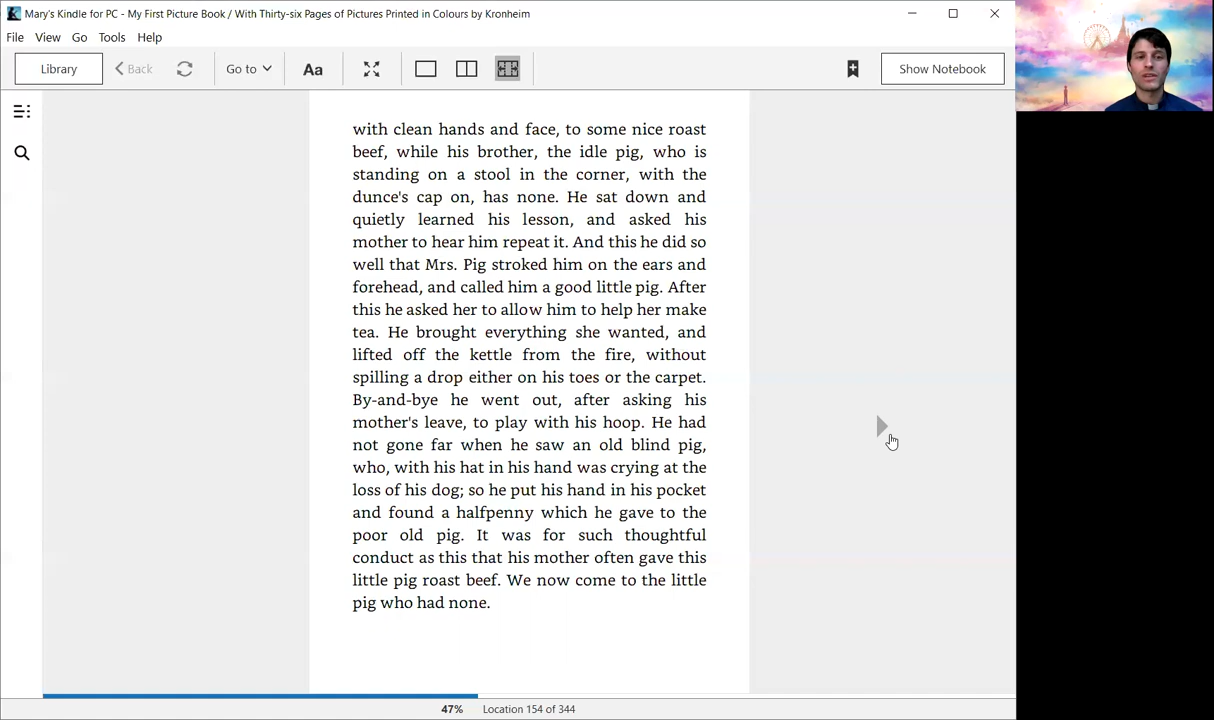 Mary's Kindle for PC - My First Picture Book / With Thirty-six Pages of Pictures Printed in Colours by Kronheim
File View Go Tools Help
Library Back Go to Aa Show Notebook
with clean hands and face, to some nice roast
beef, while his brother, the idle pig, who is
standing on a stool in the corner, with the
dunce's cap on, has none. He sat down and
quietly learned his lesson, and asked his
mother to hear him repeat it. And this he did so
well that Mrs. Pig stroked him on the ears and
forehead, and called him a good little pig. After
this he asked her to allow him to help her make
tea. He brought everything she wanted, and
lifted off the kettle from the fire, without
spilling a drop either on his toes or the carpet.
By-and-bye he went out, after asking his
mother's leave, to play with his hoop. He had
not gone far when he saw an old blind pig,
who, with his hat in his hand was crying at the
loss of his dog; so he put his hand in his pocket
and found a halfpenny which he gave to the
poor old pig. It was for such thoughtful
conduct as this that his mother often gave this
little pig roast beef. We now come to the little
pig who had none.
47% Location 154 of 344